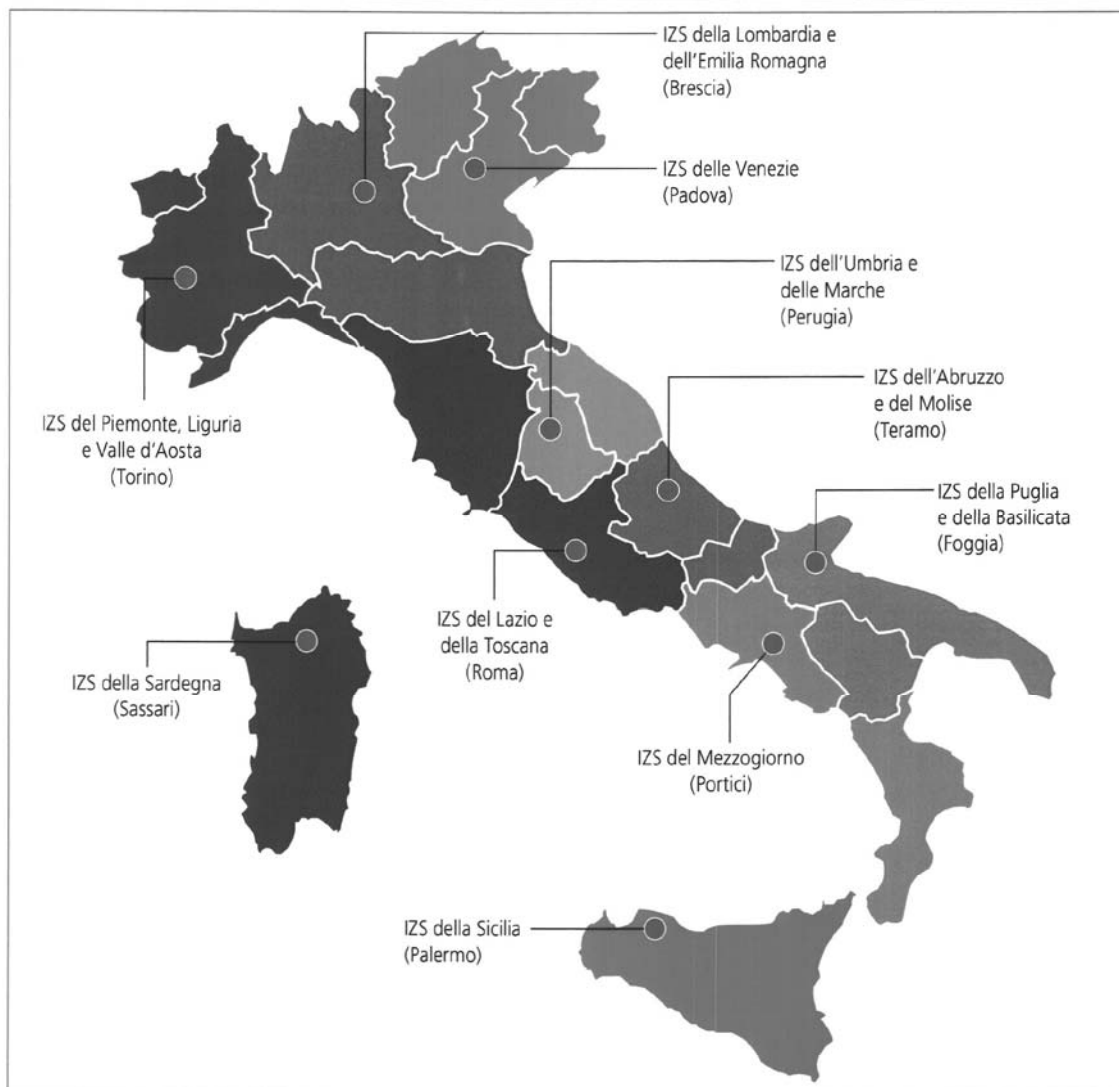 IZS della Lombardia e
dell'Emilia Romagna
(Brescia)
IZS delle Venezie
(Padova)
IZS dell'Umbria e
delle Marche
(Perugia)
IZS dell'Abruzzo
e del Molise
(Teramo)
IZS del Piemonte, Liguria
e Valle d'Aosta
(Torino)
IZS della Puglia
e della Basilicata
(Foggia)
IZS del Lazio e
della Toscana
(Roma)
IZS della Sardegna
(Sassari)
IZS del Mezzogiorno
(Portici)
IZS della Sicilia
(Palermo)